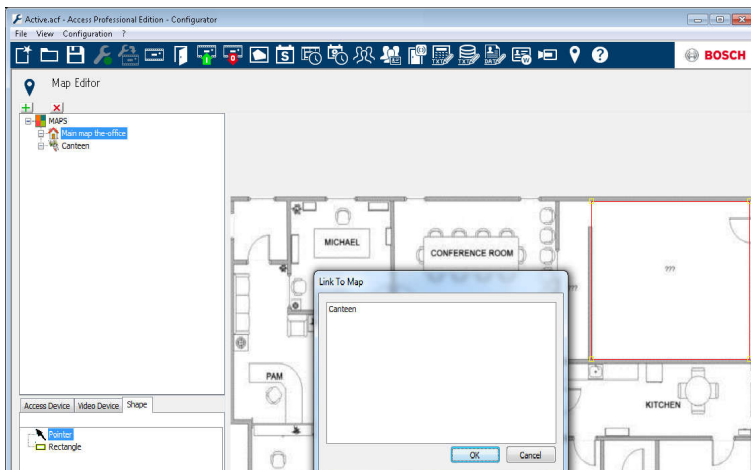 Active.acf - Access Professional Edition - Configurator
File View Configuration ?
BOSCH
Map Editor
MAPS
Main map the-office
Canteen
MICHAEL
CONFERENCE ROOM
???
???
Link To Map
Canteen
PAM
KITCHEN
Access Device Video Device Shape
Pointer
Rectangle
OK Cancel